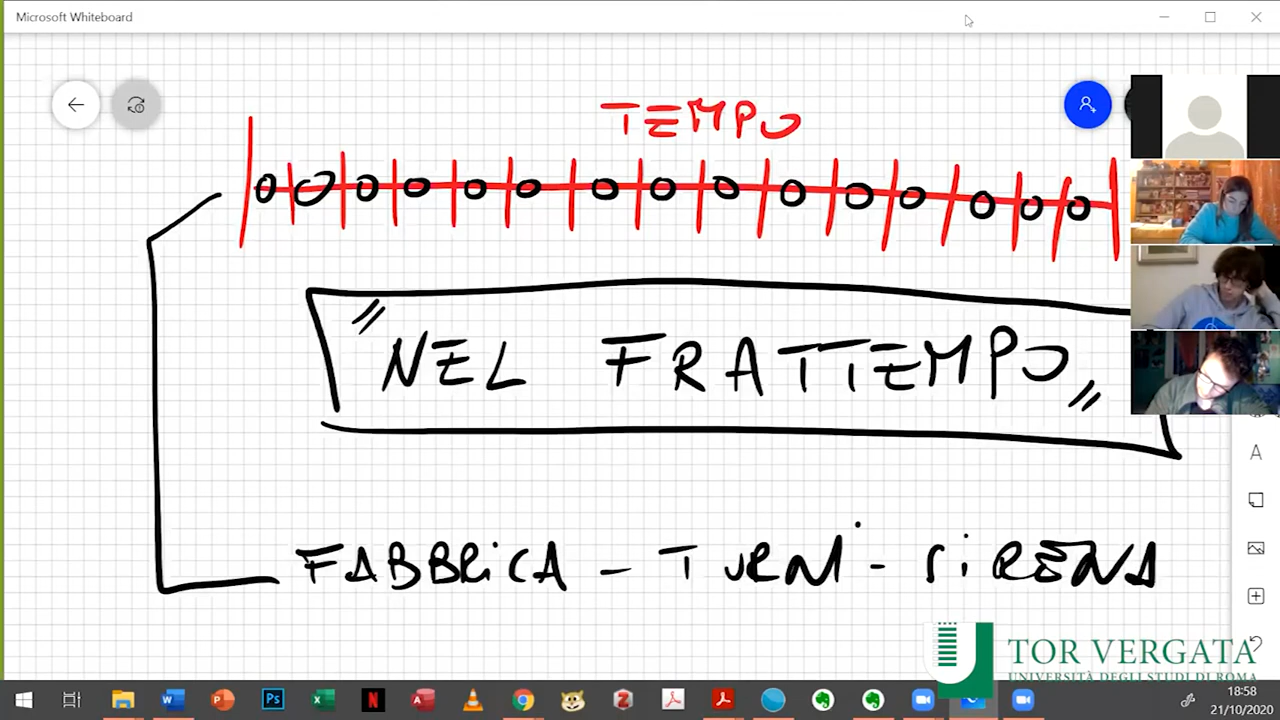 Microsoft Whiteboard
TEMPO
"NEL FRATTEMPO"
FABBRICA - TURNI - SIRENA
TOR VERGATA
UNIVERSITÀ DEGLI STUDI DI ROMA
18:58
21/10/2020